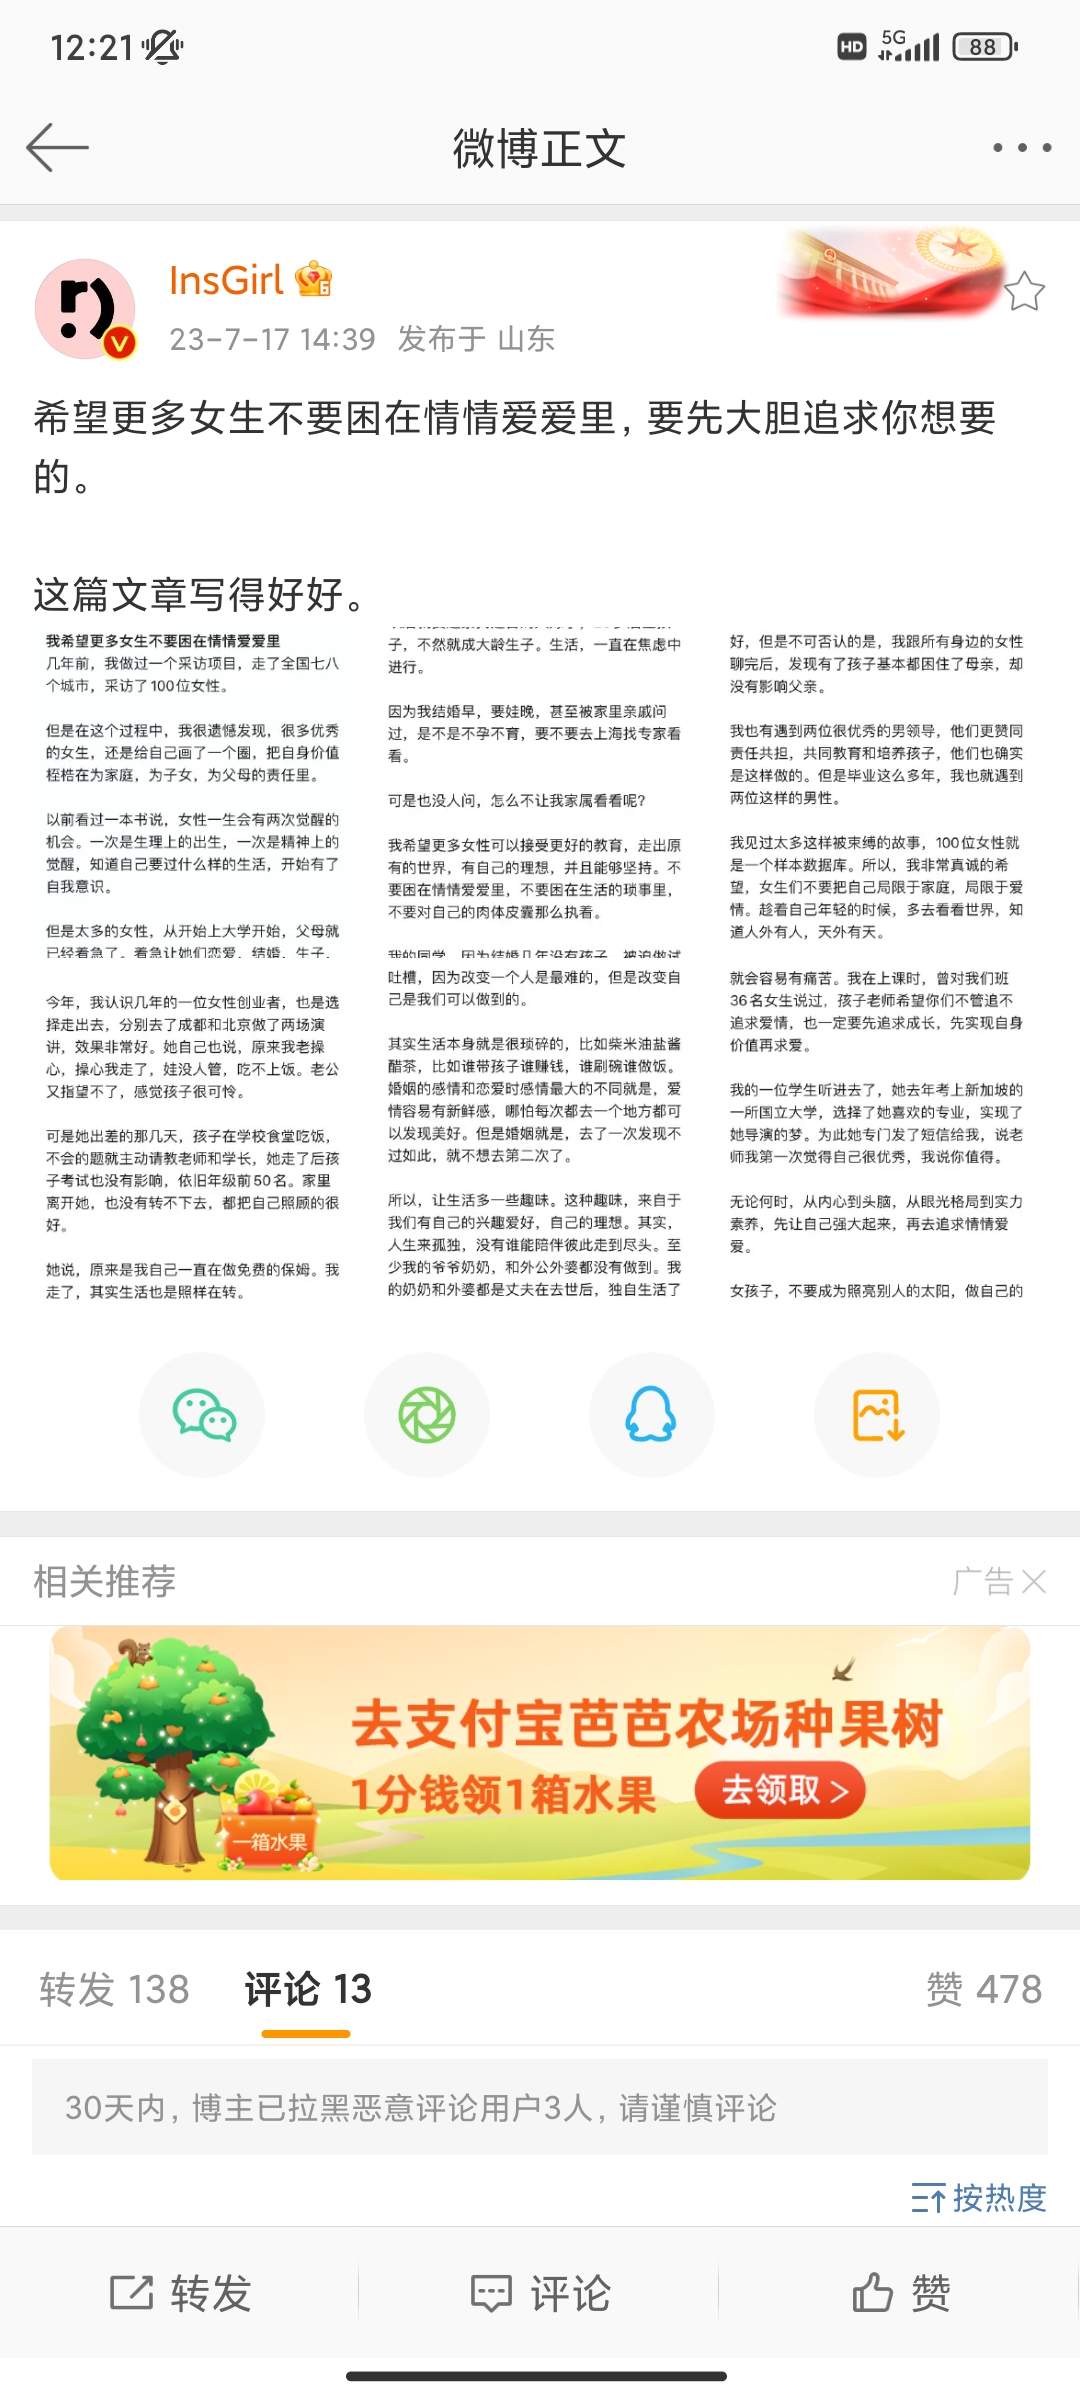 12:21
HD 5G 88
微博正文
InsGirl
6
23-7-17 14:39 发布于 山东
希望更多女生不要困在情情爱爱里，要先大胆追求你想要
的。
这篇文章写得好好。
我希望更多女生不要困在情情爱爱里
几年前，我做过一个采访项目，走了全国七八
个城市，采访了100位女性。
但是在这个过程中，我很遗憾发现，很多优秀
的女生，还是给自己画了一个圈，把自身价值
桎梏在为家庭，为子女，为父母的责任里。
以前看过一本书说，女性一生会有两次觉醒的
机会。一次是生理上的出生，一次是精神上的
觉醒，知道自己要过什么样的生活，开始有了
自我意识。
但是太多的女性，从开始上大学开始，父母就
已经着急了。着急让她们恋爱，结婚，生子，
子，不然就成大龄生子。生活，一直在焦虑中
进行。
因为我结婚早，要娃晚，甚至被家里亲戚问
过，是不是不孕不育，要不要去上海找专家看
看。
可是也没人问，怎么不让我家属看看呢？
我希望更多女性可以接受更好的教育，走出原
有的世界，有自己的理想，并且能够坚持。不
要困在情情爱爱里，不要困在生活的琐事里，
不要对自己的肉体皮囊那么执着。
我的同学，因为结婚几年没有孩子，被追做试
好，但是不可否认的是，我跟所有身边的女性
聊完后，发现有了孩子基本都困住了母亲，却
没有影响父亲。
我也有遇到两位很优秀的男领导，他们更赞同
责任共担，共同教育和培养孩子，他们也确实
是这样做的。但是毕业这么多年，我也就遇到
两位这样的男性。
我见过太多这样被束缚的故事，100位女性就
是一个样本数据库。所以，我非常真诚的希
望，女生们不要把自己局限于家庭，局限于爱
情。趁着自己年轻的时候，多去看看世界，知
道人外有人，天外有天。
今年，我认识几年的一位女性创业者，也是选
择走出去，分别去了成都和北京做了两场演
讲，效果非常好。她自己也说，原来我老操
心，操心我走了，娃没人管，吃不上饭。老公
又指望不了，感觉孩子很可怜。
可是她出差的那几天，孩子在学校食堂吃饭，
不会的题就主动请教老师和学长，她走了后孩
子考试也没有影响，依旧年级前50名。家里
离开她，也没有转不下去，都把自己照顾的很
好。
她说，原来是我自己一直在做免费的保姆。我
走了，其实生活也是照样在转。
吐槽，因为改变一个人是最难的，但是改变自
己是我们可以做到的。
其实生活本身就是很琐碎的，比如柴米油盐酱
醋茶，比如谁带孩子谁赚钱，谁刷碗谁做饭。
婚姻的感情和恋爱时感情最大的不同就是，爱
情容易有新鲜感，哪怕每次都去一个地方都可
以发现美好。但是婚姻就是，去了一次发现不
过如此，就不想去第二次了。
所以，让生活多一些趣味。这种趣味，来自于
我们有自己的兴趣爱好，自己的理想。其实，
人生来孤独，没有谁能陪伴彼此走到尽头。至
少我的爷爷奶奶，和外公外婆都没有做到。我
的奶奶和外婆都是丈夫在去世后，独自生活了
就会容易有痛苦。我在上课时，曾对我们班
36名女生说过，孩子老师希望你们不管追不
追求爱情，也一定要先追求成长，先实现自身
价值再求爱。
我的一位学生听进去了，她去年考上新加坡的
一所国立大学，选择了她喜欢的专业，实现了
她导演的梦。为此她专门发了短信给我，说老
师我第一次觉得自己很优秀，我说你值得。
无论何时，从内心到头脑，从眼光格局到实力
素养，先让自己强大起来，再去追求情情爱
爱。
女孩子，不要成为照亮别人的太阳，做自己的
相关推荐
广告
去支付宝芭芭农场种果树
1分钱领1箱水果
去领取 >
一箱水果
转发 138 评论 13 赞 478
30天内，博主已拉黑恶意评论用户3人，请谨慎评论
按热度
转发 评论 赞